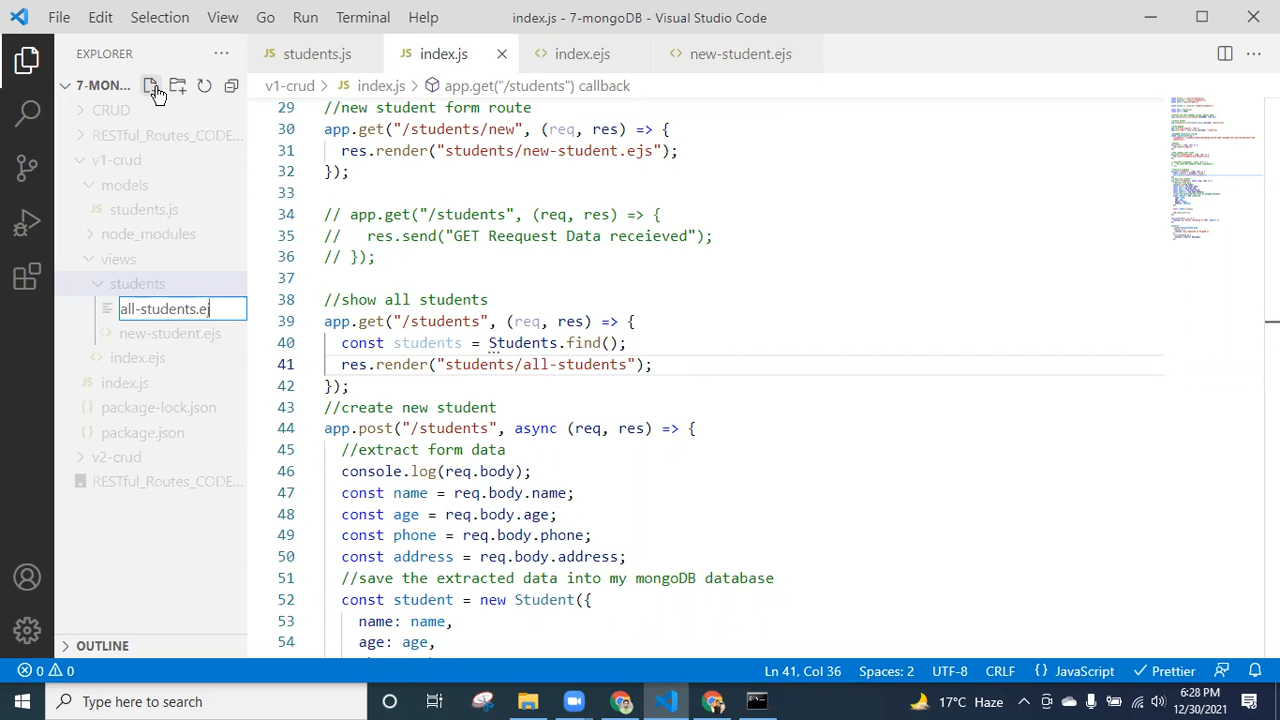 File Edit Selection View Go Run Terminal Help
index.js - 7-mongoDB - Visual Studio Code
EXPLORER
students.js
index.js
index.ejs
new-student.ejs
7-MON...
v1-crud > index.js > app.get("/students") callback
CRUD
RESTful_Routes_CODE...
v1-crud
models
students.js
node_modules
views
students
all-students.ej
new-student.ejs
index.ejs
index.js
package-lock.json
package.json
v2-crud
RESTful_Routes_CODE...
OUTLINE
29 //new student form route
30 app.get("/students/new", (req, res) => {
31 res.render("students/new-student.ejs");
32 });
33
34 // app.get("/students", (req, res) => {
35 // res.send("GET request data receieved");
36 // });
37
38 //show all students
39 app.get("/students", (req, res) => {
40 const students = Students.find();
41 res.render("students/all-students");
42 });
43 //create new student
44 app.post("/students", async (req, res) => {
45 //extract form data
46 console.log(req.body);
47 const name = req.body.name;
48 const age = req.body.age;
49 const phone = req.body.phone;
50 const address = req.body.address;
51 //save the extracted data into my mongoDB database
52 const student = new Student({
53 name: name,
54 age: age,
0 0
Ln 41, Col 36 Spaces: 2 UTF-8 CRLF {} JavaScript Prettier
Type here to search
17°C Haze
6:28 PM
12/30/2021